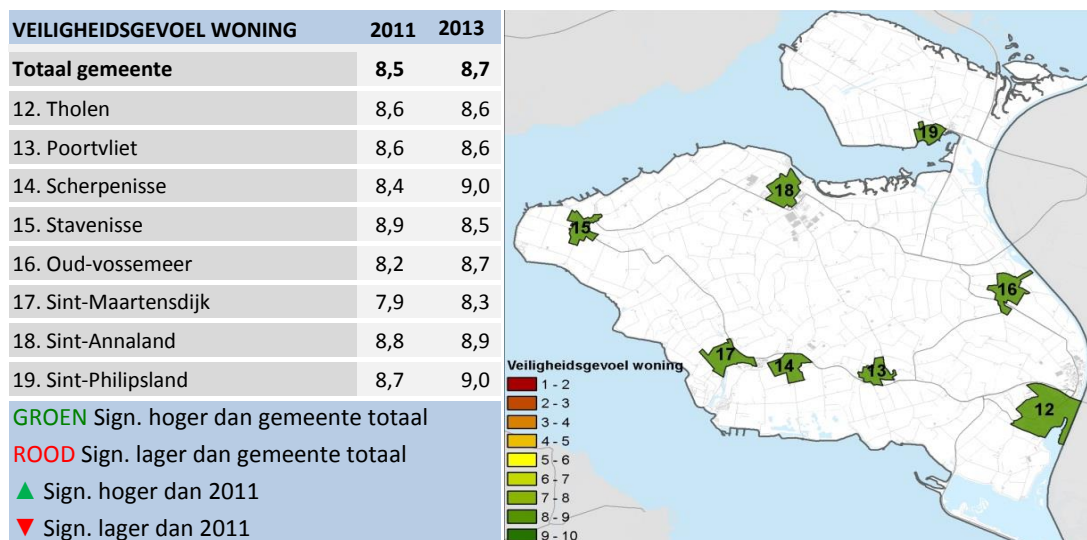 VEILIGHEIDSGEVOEL WONING 2011 2013
Totaal gemeente 8,5 8,7
12. Tholen 8,6 8,6
13. Poortvliet 8,6 8,6
14. Scherpenisse 8,4 9,0
15. Stavenisse 8,9 8,5
16. Oud-vossemeer 8,2 8,7
17. Sint-Maartensdijk 7,9 8,3
18. Sint-Annaland 8,8 8,9
19. Sint-Philipsland 8,7 9,0
GROEN Sign. hoger dan gemeente totaal
ROOD Sign. lager dan gemeente totaal
▲ Sign. hoger dan 2011
▼ Sign. lager dan 2011
19
18
15
16
17
14
13
12
Veiligheidsgevoel woning
1 - 2
2 - 3
3 - 4
4 - 5
5 - 6
6 - 7
7 - 8
8 - 9
9 - 10